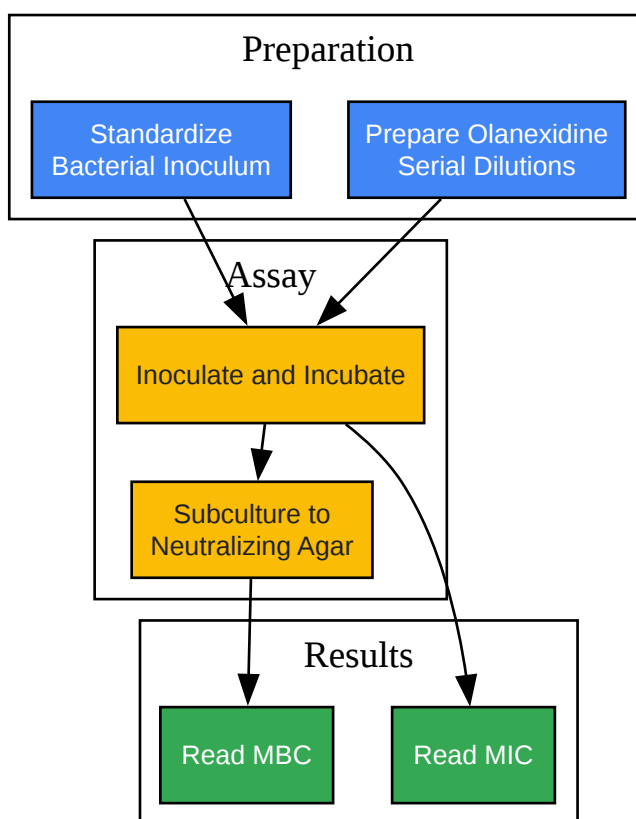 Preparation
Standardize
Bacterial Inoculum
Prepare Olanexidine
Serial Dilutions
Assay
Inoculate and Incubate
Subculture to
Neutralizing Agar
Results
Read MBC
Read MIC